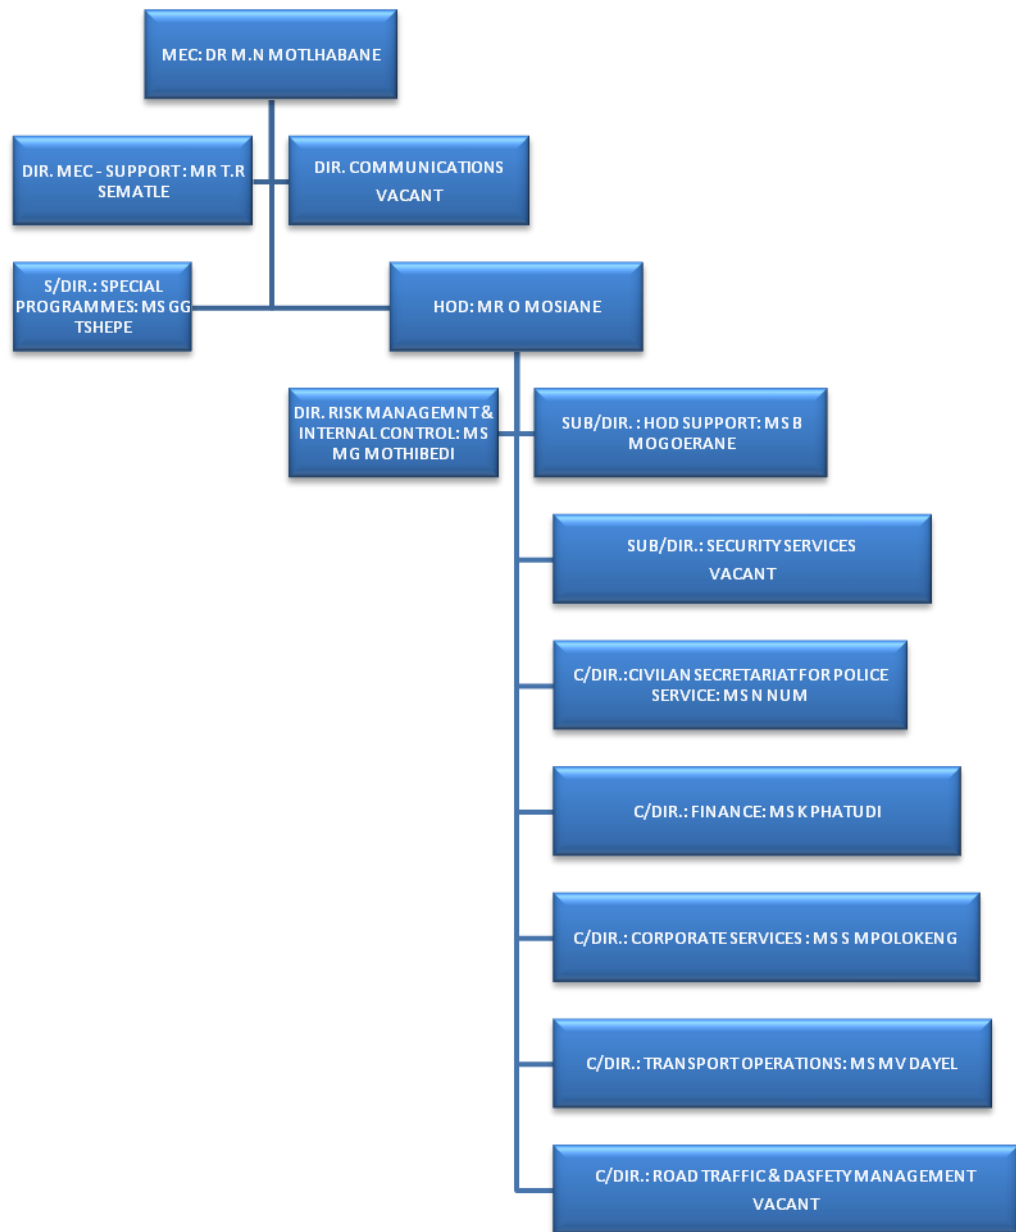 MEC: DR M.N MOTLHABANE
DIR. MEC - SUPPORT: MR T.R
SEMATLE
DIR. COMMUNICATIONS
VACANT
S/DIR.: SPECIAL
PROGRAMMES: MS GG
TSHEPE
HOD: MR O MOSIANE
DIR. RISK MANAGEMNT &
INTERNAL CONTROL: MS
MG MOTHIBEDI
SUB/DIR. : HOD SUPPORT: MS B
MOGOERANE
SUB/DIR.: SECURITY SERVICES
VACANT
C/DIR.:CIVILAN SECRETARIAT FOR POLICE
SERVICE: MS N NUM
C/DIR.: FINANCE: MS K PHATUDI
C/DIR.: CORPORATE SERVICES : MS S MPOLOKENG
C/DIR.: TRANSPORT OPERATIONS: MS MV DAYEL
C/DIR.: ROAD TRAFFIC & DASFETY MANAGEMENT
VACANT